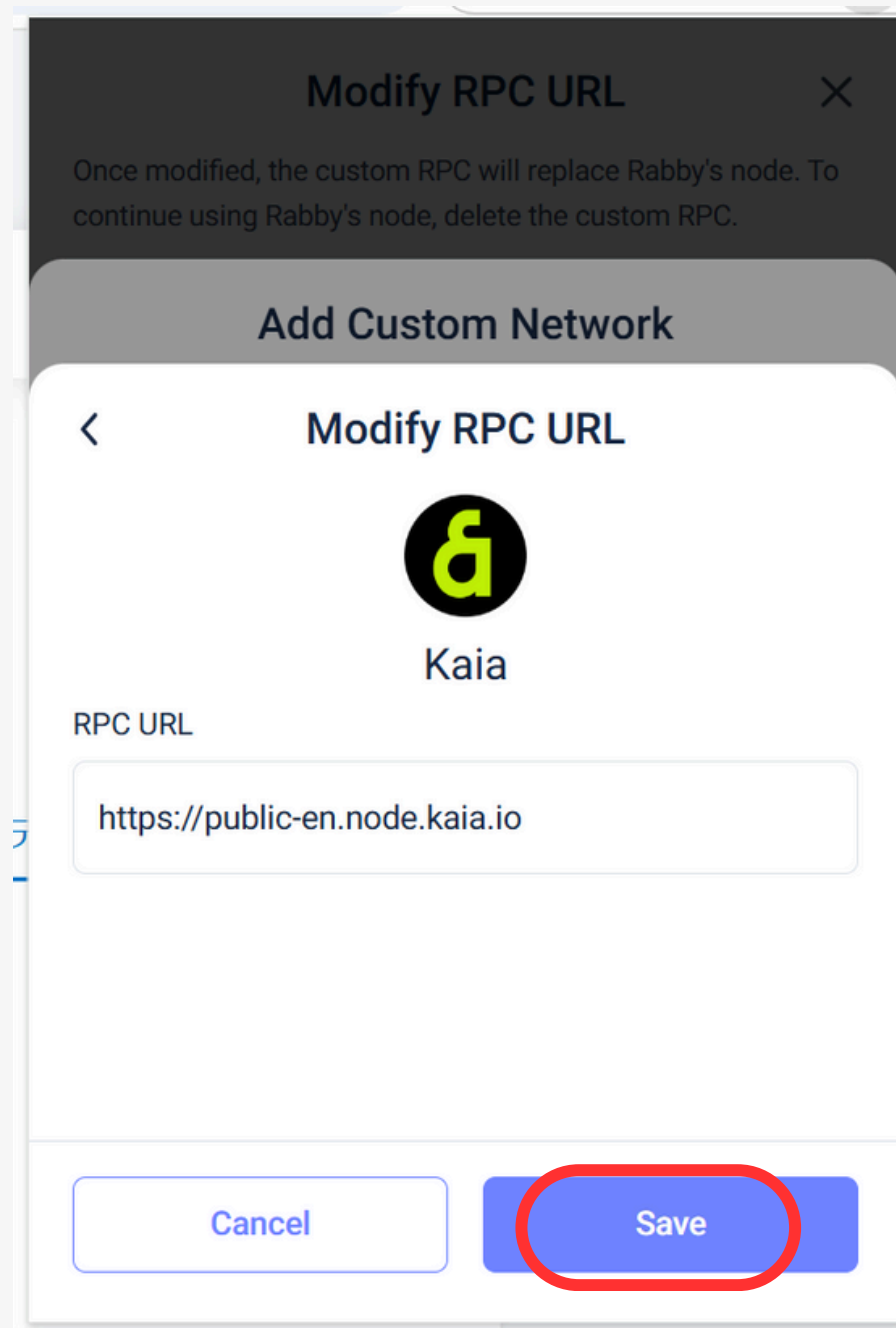 Modify RPC URL
Once modified, the custom RPC will replace Rabby's node. To
continue using Rabby's node, delete the custom RPC.
Add Custom Network
Modify RPC URL
Kaia
RPC URL
https://public-en.node.kaia.io
Cancel
Save